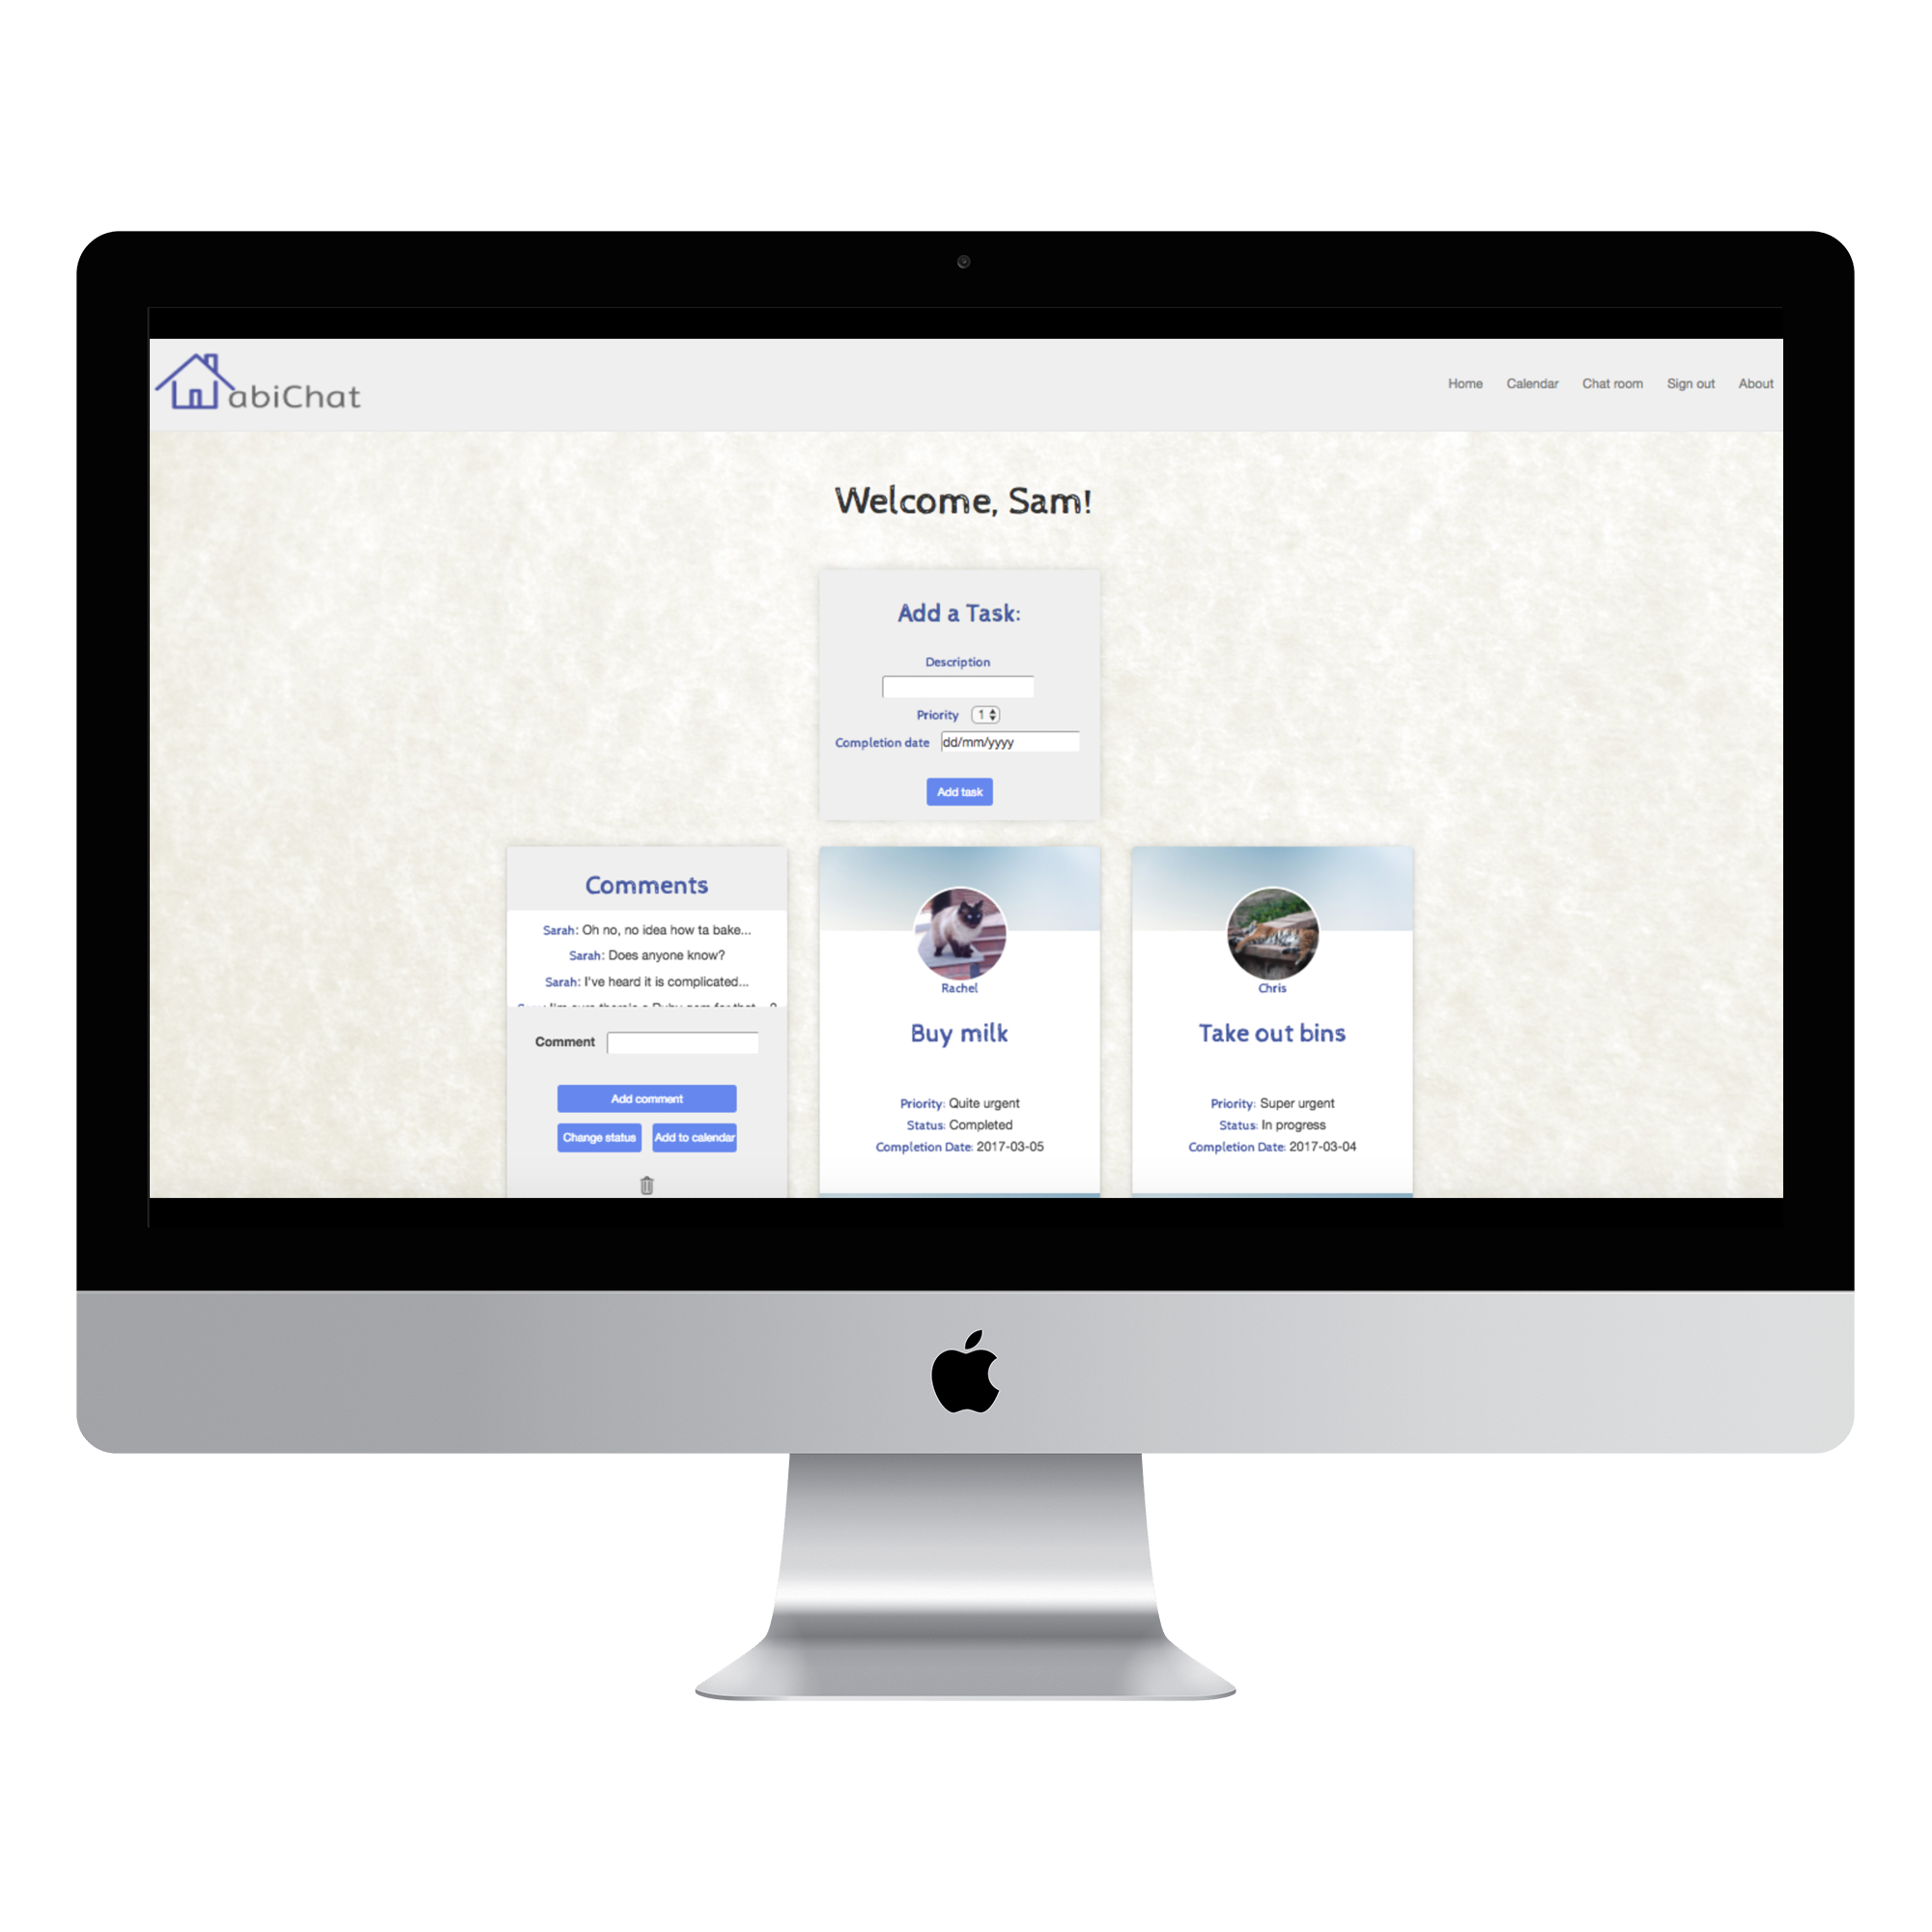 abiChat
Home Calendar Chat room Sign out About
Welcome, Sam!
Add a Task:
Description
Priority 1
Completion date dd/mm/yyyy
Add task
Comments
Sarah: Oh no, no idea how ta bake...
Sarah: Does anyone know?
Sarah: I've heard it is complicated...
Comment
Add comment
Change status Add to calendar
Rachel
Buy milk
Priority: Quite urgent
Status: Completed
Completion Date: 2017-03-05
Chris
Take out bins
Priority: Super urgent
Status: In progress
Completion Date: 2017-03-04